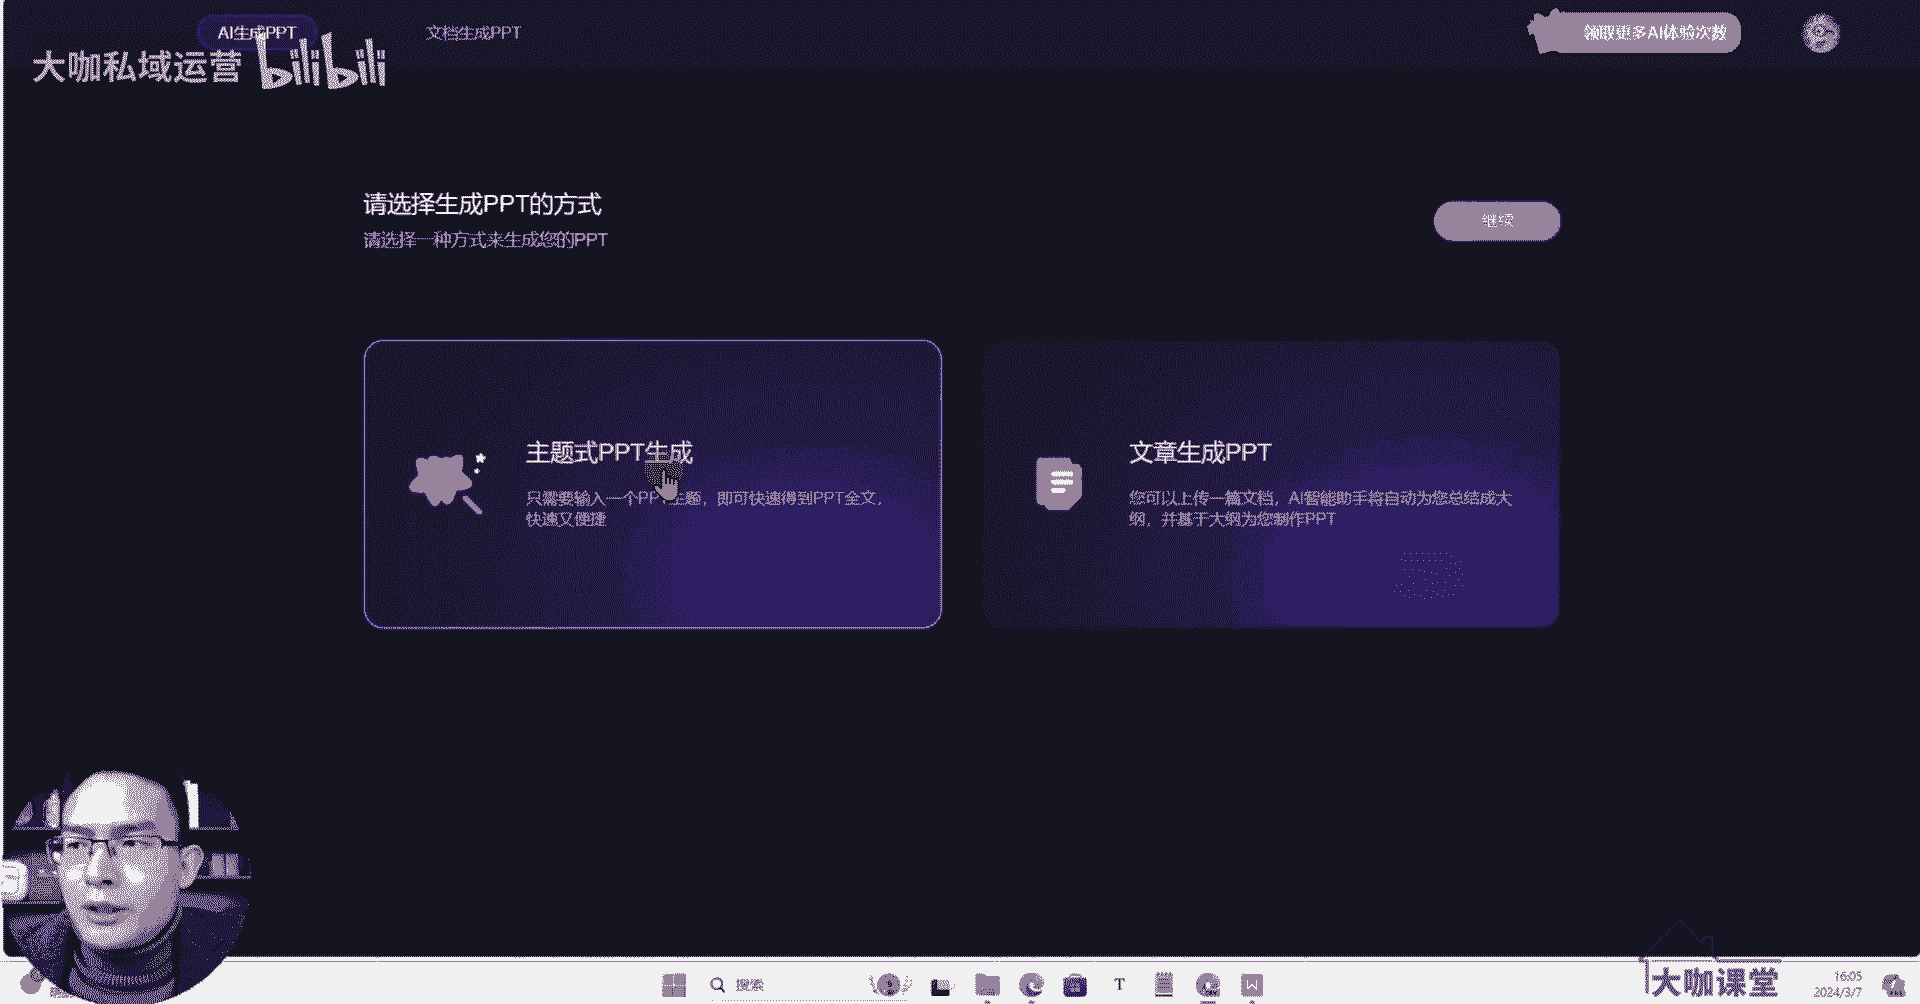 AI生成PPT
文档生成PPT
领取更多AI体验次数
大咖私域运营
bilibili
请选择生成PPT的方式
请选择一种方式来生成您的PPT
继续
主题式PPT生成
只需要输入一个PPT主题，即可快速得到PPT全文，
快速又便捷
文章生成PPT
您可以上传一篇文档，AI智能助手将自动为您总结成大
纲，并基于大纲为您制作PPT
搜索
T
大咖课堂
16:05
2024/3/7